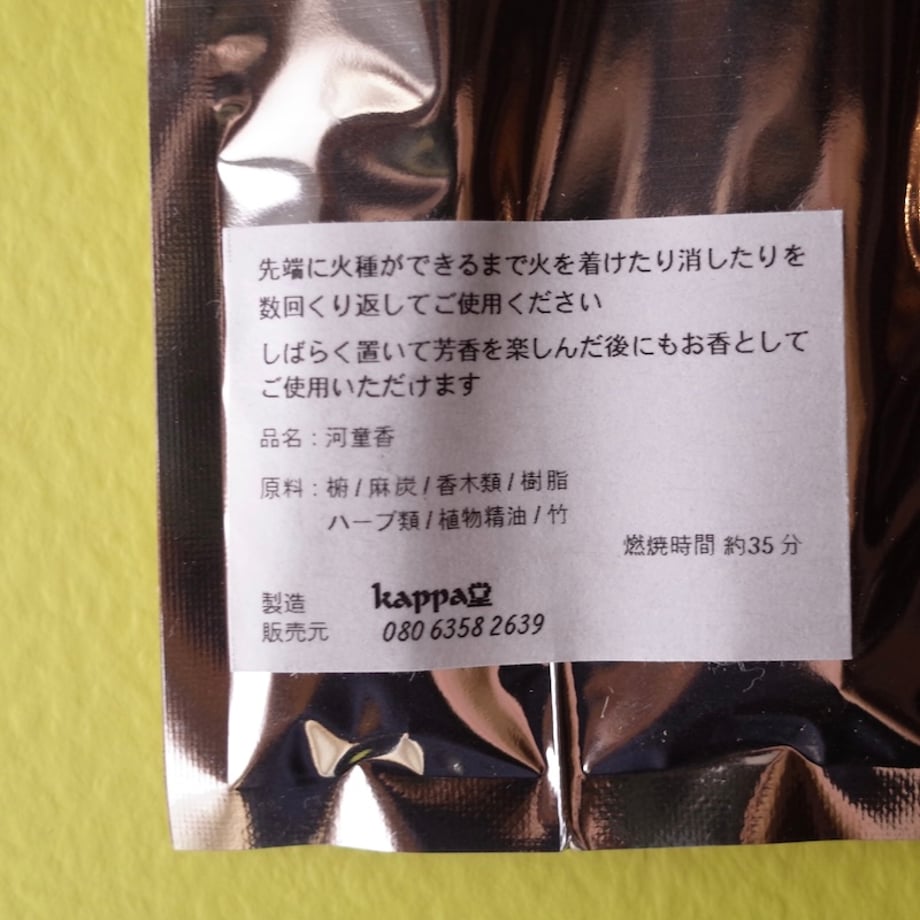 先端に火種ができるまで火を着けたり消したりを
数回くり返してご使用ください
しばらく置いて芳香を楽しんだ後にもお香として
ご使用いただけます
品名：河童香
原料：椨 / 麻炭 / 香木類 / 樹脂
ハーブ類 / 植物精油 / 竹
燃焼時間 約35分
製造
販売元
kappa堂
080 6358 2639